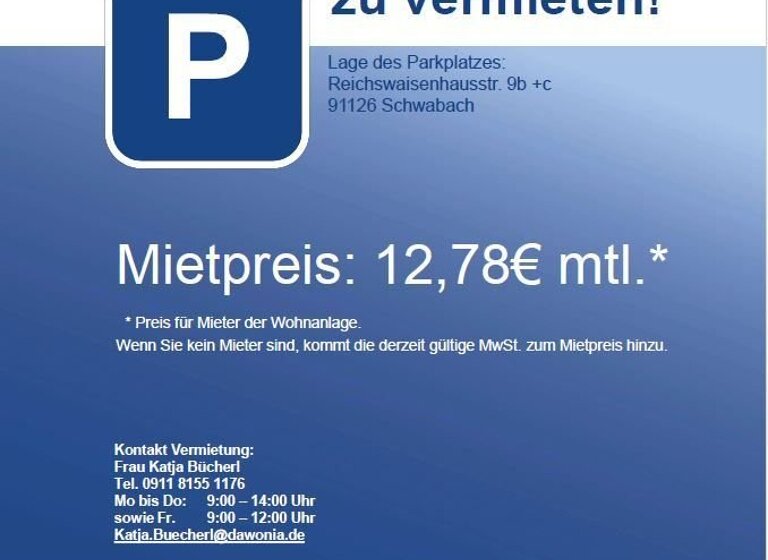 zu vermieten!
P
Lage des Parkplatzes:
Reichswaisenhausstr. 9b +c
91126 Schwabach
Mietpreis: 12,78€ mtl.*
* Preis für Mieter der Wohnanlage.
Wenn Sie kein Mieter sind, kommt die derzeit gültige MwSt. zum Mietpreis hinzu.
Kontakt Vermietung:
Frau Katja Bücherl
Tel. 0911 8155 1176
Mo bis Do: 9:00 – 14:00 Uhr
sowie Fr. 9:00 – 12:00 Uhr
Katja.Buecherl@dawonia.de